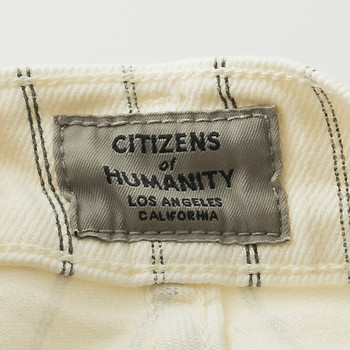 CITIZENS
of
HUMANITY
LOS ANGELES
CALIFORNIA